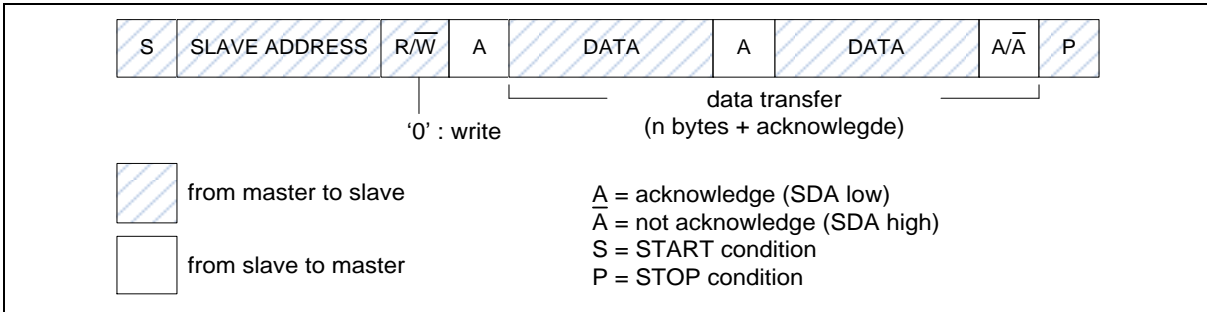 S SLAVE ADDRESS R/W̅ A DATA A DATA A/A̅ P
data transfer
‘0’ : write (n bytes + acknowlegde)
from master to slave
A = acknowledge (SDA low)
A̅ = not acknowledge (SDA high)
S = START condition
from slave to master
P = STOP condition